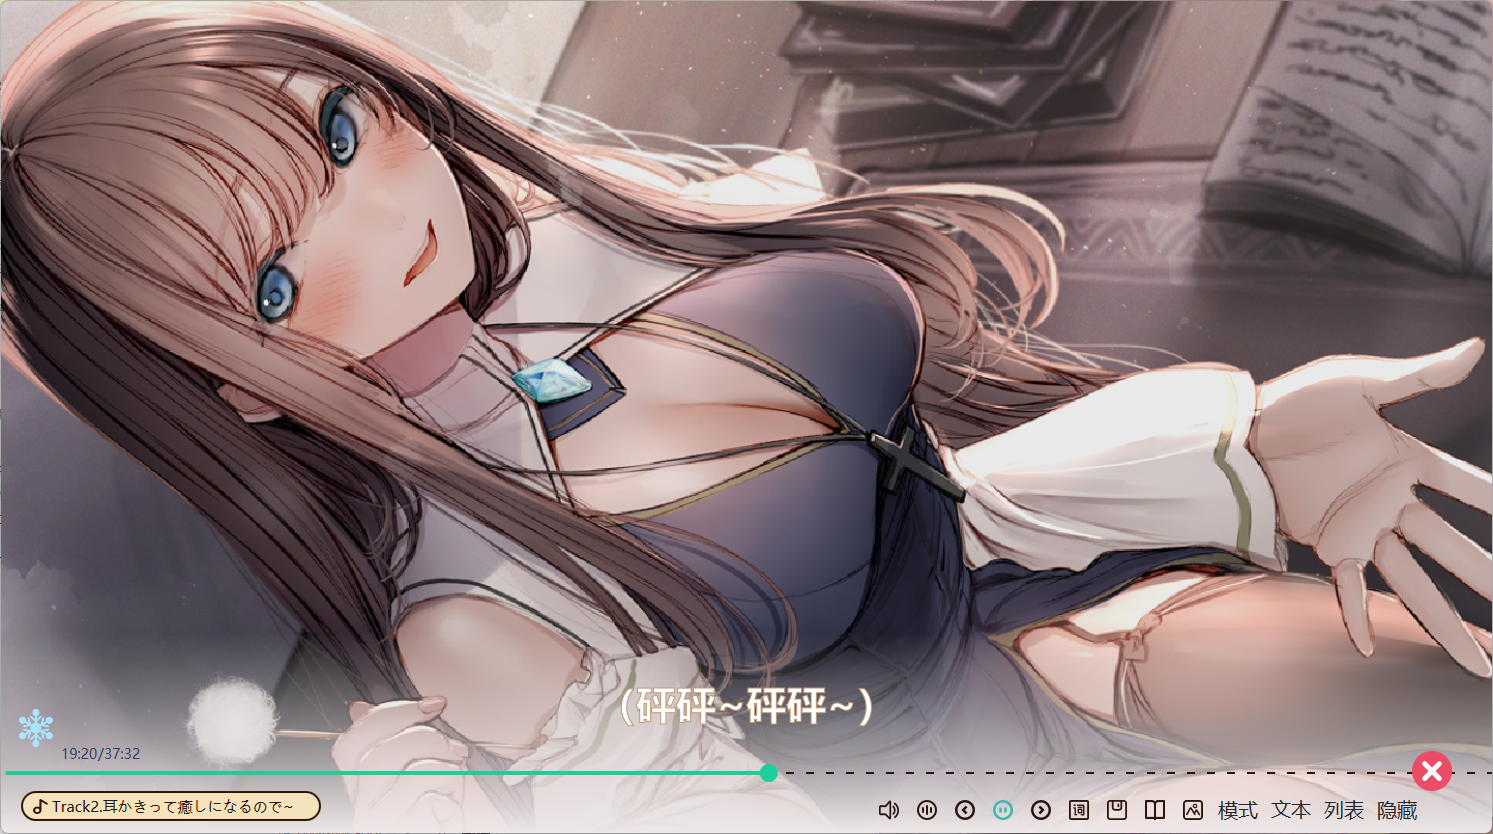 (砰砰~砰砰~)
19:20/37:32
Track2.耳かきって癒しになるので~
词
模式 文本 列表 隐藏